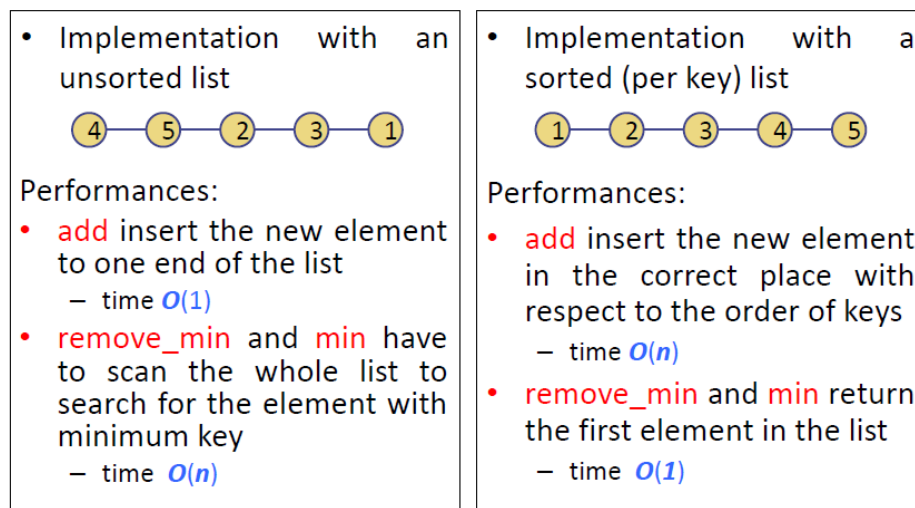 • Implementation with an
unsorted list
4 5 2 3 1
Performances:
• add insert the new element
to one end of the list
– time O(1)
• remove_min and min have
to scan the whole list to
search for the element with
minimum key
– time O(n)
• Implementation with a
sorted (per key) list
1 2 3 4 5
Performances:
• add insert the new element
in the correct place with
respect to the order of keys
– time O(n)
• remove_min and min return
the first element in the list
– time O(1)